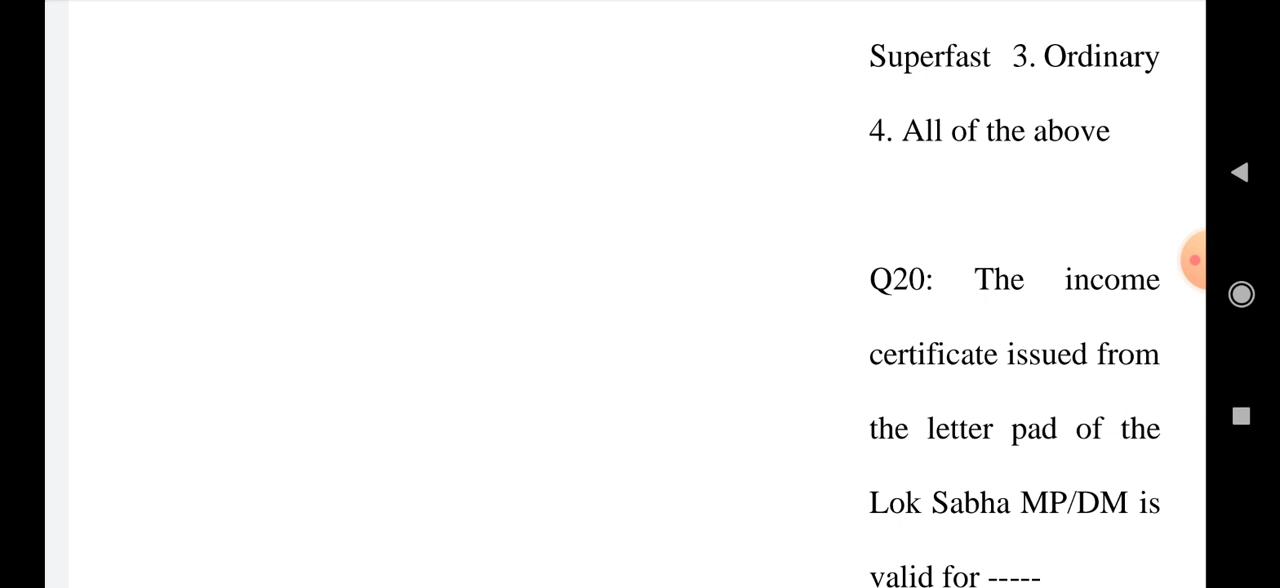 Superfast 3. Ordinary
4. All of the above
Q20: The income
certificate issued from
the letter pad of the
Lok Sabha MP/DM is
valid for -----